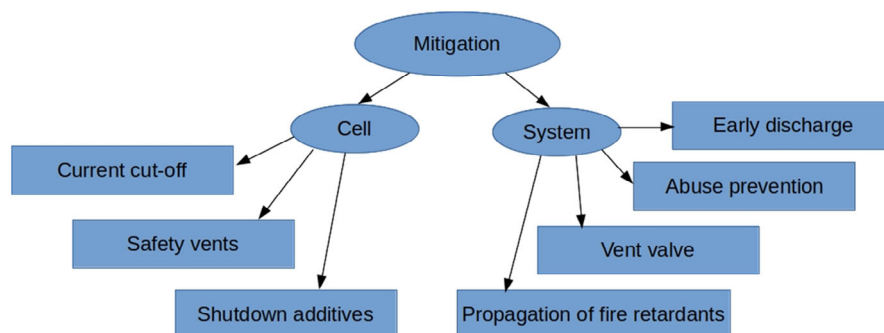 Mitigation
Cell
System
Early discharge
Current cut-off
Abuse prevention
Safety vents
Vent valve
Shutdown additives
Propagation of fire retardants